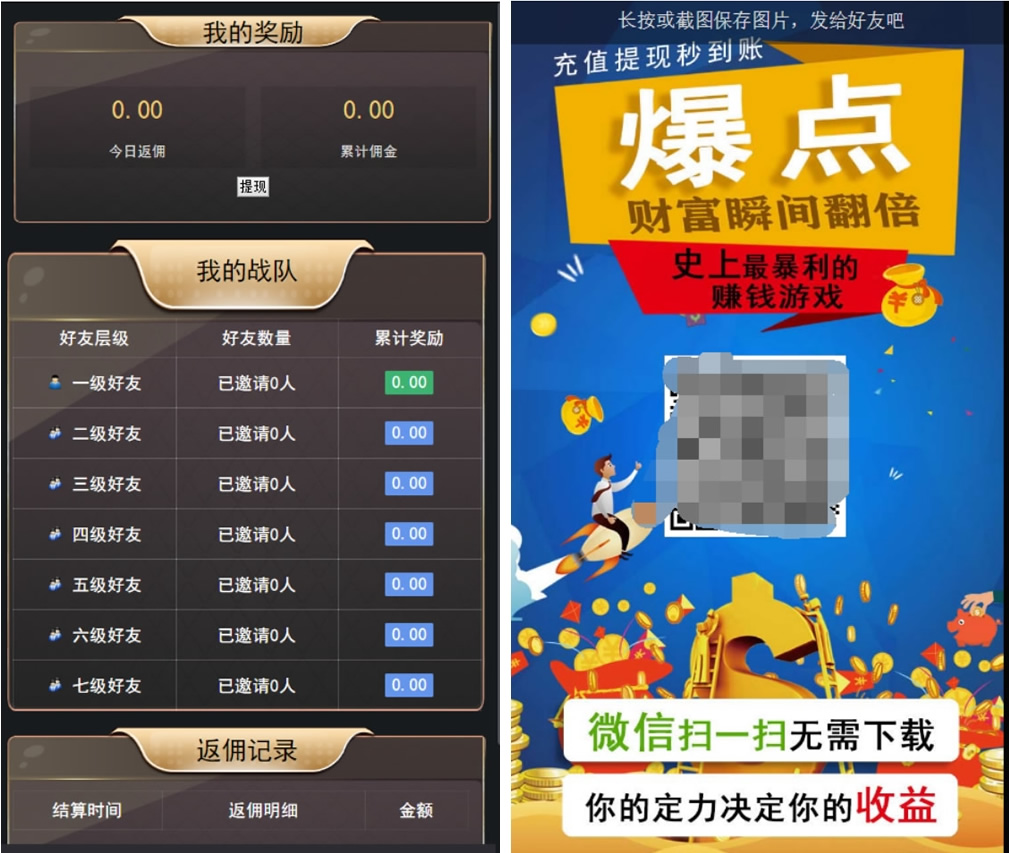 我的奖励
0.00 0.00
今日返佣 累计佣金
提现
我的战队
好友层级 好友数量 累计奖励
一级好友 已邀请0人 0.00
二级好友 已邀请0人 0.00
三级好友 已邀请0人 0.00
四级好友 已邀请0人 0.00
五级好友 已邀请0人 0.00
六级好友 已邀请0人 0.00
七级好友 已邀请0人 0.00
返佣记录
结算时间 返佣明细 金额
长按或截图保存图片，发给好友吧
充值提现秒到账
爆点
财富瞬间翻倍
史上最暴利的
赚钱游戏
微信扫一扫无需下载
你的定力决定你的收益